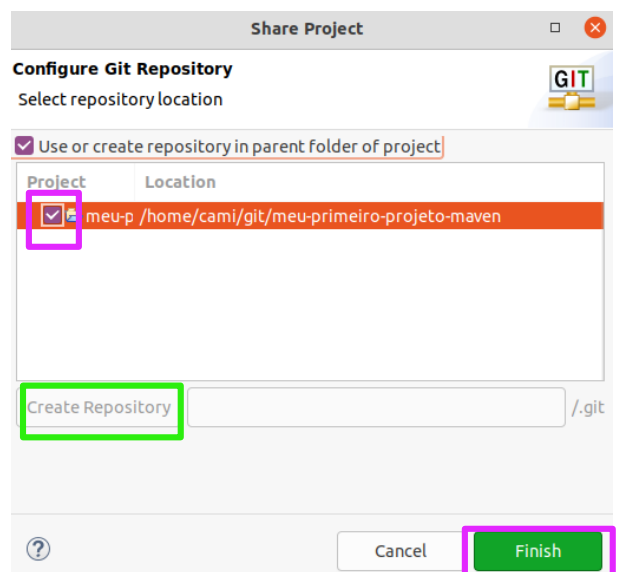 Share Project
Configure Git Repository
Select repository location
GIT
Use or create repository in parent folder of project
Project Location
meu-p /home/cami/git/meu-primeiro-projeto-maven
Create Repository /.git
? Cancel Finish